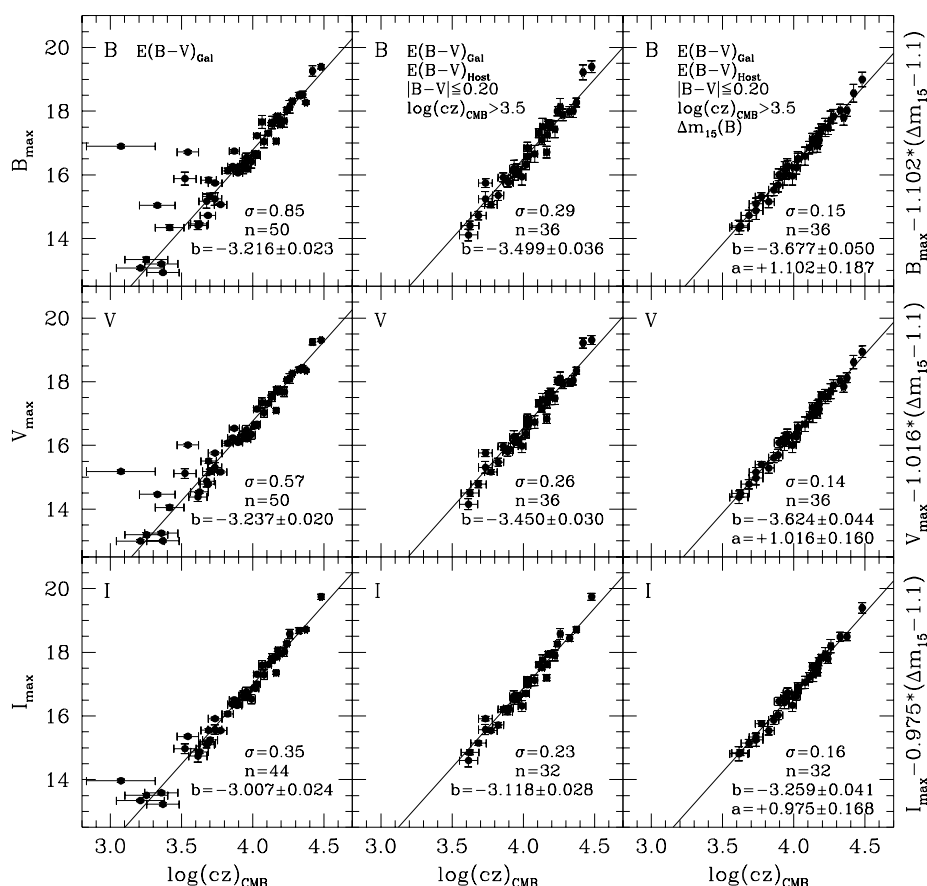 B E(B−V)Gal
σ=0.85
n=50
b=−3.216±0.023
B E(B−V)Gal
E(B−V)Host
|B−V|≦0.20
log(cz)CMB>3.5
σ=0.29
n=36
b=−3.499±0.036
B E(B−V)Gal
E(B−V)Host
|B−V|≦0.20
log(cz)CMB>3.5
Δm15(B)
σ=0.15
n=36
b=−3.677±0.050
a=+1.102±0.187
20
18
16
14
Bmax
Bmax−1.102*(Δm15−1.1)
V
σ=0.57
n=50
b=−3.237±0.020
V
σ=0.26
n=36
b=−3.450±0.030
V
σ=0.14
n=36
b=−3.624±0.044
a=+1.016±0.160
20
18
16
14
Vmax
Vmax−1.016*(Δm15−1.1)
I
σ=0.35
n=44
b=−3.007±0.024
I
σ=0.23
n=32
b=−3.118±0.028
I
σ=0.16
n=32
b=−3.259±0.041
a=+0.975±0.168
20
18
16
14
Imax
Imax−0.975*(Δm15−1.1)
3.0 3.5 4.0 4.5 3.0 3.5 4.0 4.5 3.0 3.5 4.0 4.5
log(cz)CMB log(cz)CMB log(cz)CMB